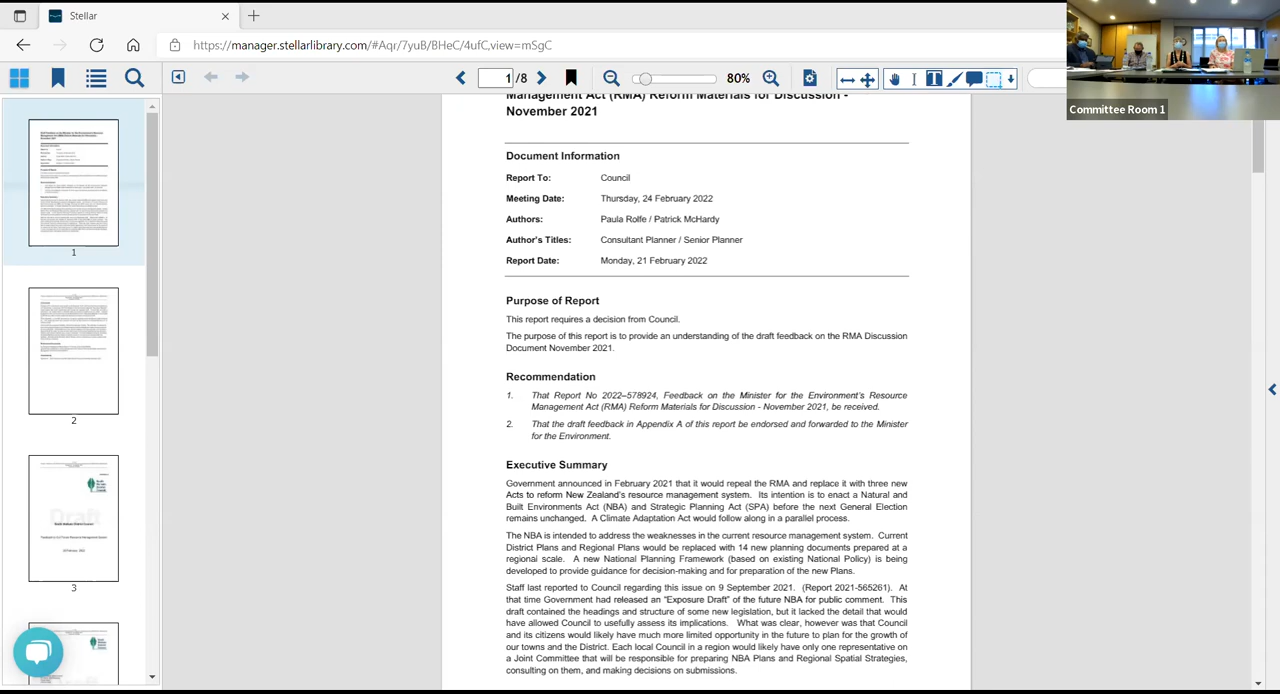 Stellar
https://manager.stellarlibrary.com/#Aqr/7yuB/BHeC/4ufC,view=mSgC
1 /8
80%
Committee Room 1
Management Act (RMA) Reform Materials for Discussion -
November 2021
Document Information
Report To: Council
Meeting Date: Thursday, 24 February 2022
Authors: Paula Rolfe / Patrick McHardy
Author's Titles: Consultant Planner / Senior Planner
Report Date: Monday, 21 February 2022
Purpose of Report
This report requires a decision from Council.
The purpose of this report is to provide an understanding of the draft feedback on the RMA Discussion
Document November 2021.
Recommendation
1. That Report No 2022–578924, Feedback on the Minister for the Environment's Resource
Management Act (RMA) Reform Materials for Discussion - November 2021, be received.
2. That the draft feedback in Appendix A of this report be endorsed and forwarded to the Minister
for the Environment.
Executive Summary
Government announced in February 2021 that it would repeal the RMA and replace it with three new
Acts to reform New Zealand's resource management system. Its intention is to enact a Natural and
Built Environments Act (NBA) and Strategic Planning Act (SPA) before the next General Election
remains unchanged. A Climate Adaptation Act would follow along in a parallel process.
The NBA is intended to address the weaknesses in the current resource management system. Current
District Plans and Regional Plans would be replaced with 14 new planning documents prepared at a
regional scale. A new National Planning Framework (based on existing National Policy) is being
developed to provide guidance for decision-making and for preparation of the new Plans.
Staff last reported to Council regarding this issue on 9 September 2021. (Report 2021-565261). At
that time Government had released an "Exposure Draft" of the future NBA for public comment. This
draft contained the headings and structure of some new legislation, but it lacked the detail that would
have allowed Council to usefully assess its implications. What was clear, however was that Council
and its citizens would likely have much more limited opportunity in the future to plan for the growth of
our towns and the District. Each local Council in a region would likely have only one representative on
a Joint Committee that will be responsible for preparing NBA Plans and Regional Spatial Strategies,
consulting on them, and making decisions on submissions.
1
2
Draft
3